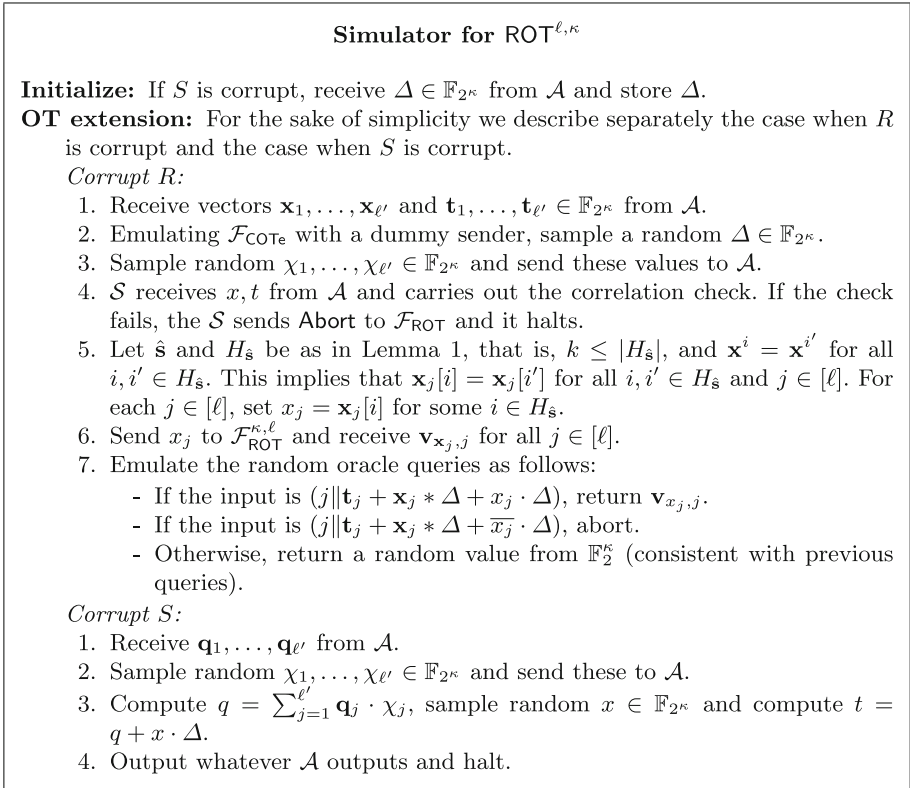 Simulator for ROT^{ℓ,κ}
Initialize: If S is corrupt, receive Δ ∈ 𝔽_{2^κ} from 𝒜 and store Δ.
OT extension: For the sake of simplicity we describe separately the case when R
is corrupt and the case when S is corrupt.
Corrupt R:
1. Receive vectors x_1, . . . , x_{ℓ′} and t_1, . . . , t_{ℓ′} ∈ 𝔽_{2^κ} from 𝒜.
2. Emulating ℱ_{COTe} with a dummy sender, sample a random Δ ∈ 𝔽_{2^κ}.
3. Sample random χ_1, . . . , χ_{ℓ′} ∈ 𝔽_{2^κ} and send these values to 𝒜.
4. 𝒮 receives x, t from 𝒜 and carries out the correlation check. If the check
fails, the 𝒮 sends Abort to ℱ_{ROT} and it halts.
5. Let ŝ and H_ŝ be as in Lemma 1, that is, k ≤ |H_ŝ|, and x^i = x^{i′} for all
i, i′ ∈ H_ŝ. This implies that x_j[i] = x_j[i′] for all i, i′ ∈ H_ŝ and j ∈ [ℓ]. For
each j ∈ [ℓ], set x_j = x_j[i] for some i ∈ H_ŝ.
6. Send x_j to ℱ_{ROT}^{κ,ℓ} and receive v_{x_j,j} for all j ∈ [ℓ].
7. Emulate the random oracle queries as follows:
- If the input is (j‖t_j + x_j ∗ Δ + x_j · Δ), return v_{x_j,j}.
- If the input is (j‖t_j + x_j ∗ Δ + \overline{x_j} · Δ), abort.
- Otherwise, return a random value from 𝔽_2^κ (consistent with previous
queries).
Corrupt S:
1. Receive q_1, . . . , q_{ℓ′} from 𝒜.
2. Sample random χ_1, . . . , χ_{ℓ′} ∈ 𝔽_{2^κ} and send these to 𝒜.
3. Compute q = ∑_{j=1}^{ℓ′} q_j · χ_j, sample random x ∈ 𝔽_{2^κ} and compute t =
q + x · Δ.
4. Output whatever 𝒜 outputs and halt.